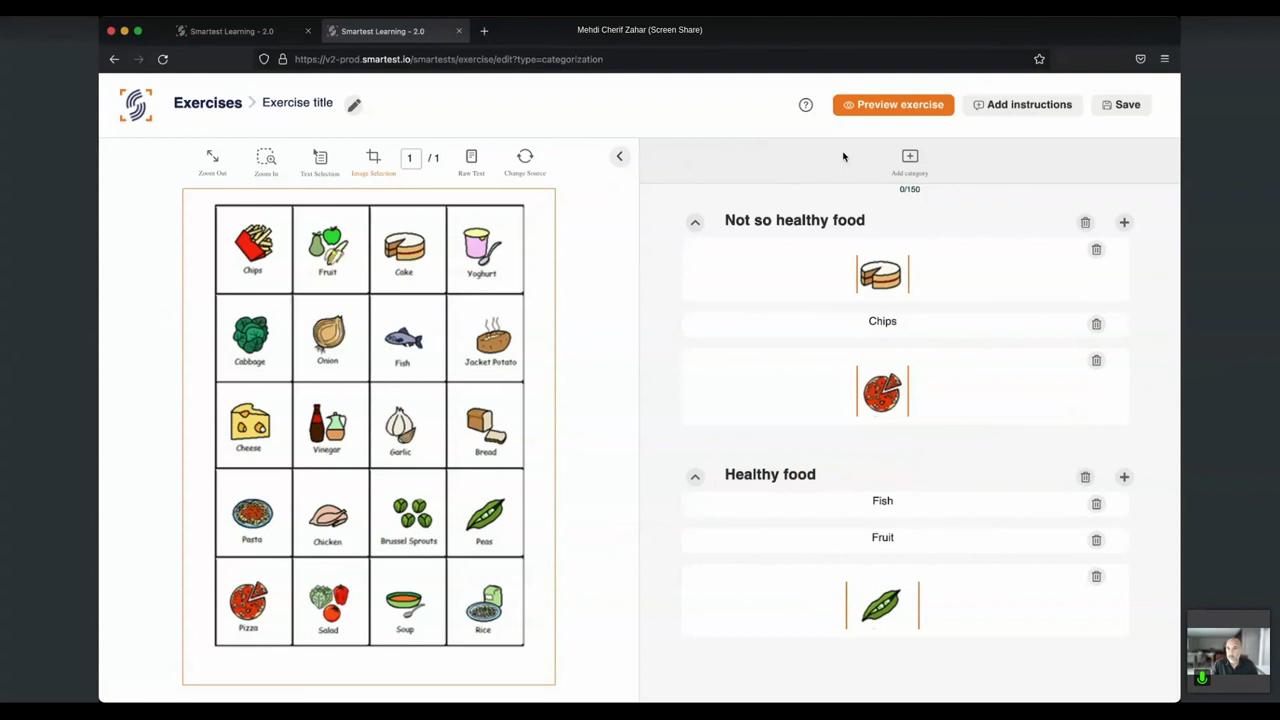 Mehdi Cherif Zahar (Screen Share)
Smartest Learning - 2.0
Smartest Learning - 2.0
https://v2-prod.smartest.io/smartests/exercise/edit?type=categorization
Exercises > Exercise title
Preview exercise
Add instructions
Save
Zoom Out
Zoom In
Text Selection
Image Selection
1 / 1
Raw Text
Change Source
Add category
0/150
Chips Fruit Cake Yoghurt
Cabbage Onion Fish Jacket Potato
Cheese Vinegar Garlic Bread
Pasta Chicken Brussel Sprouts Peas
Pizza Salad Soup Rice
Not so healthy food
Chips
Healthy food
Fish
Fruit